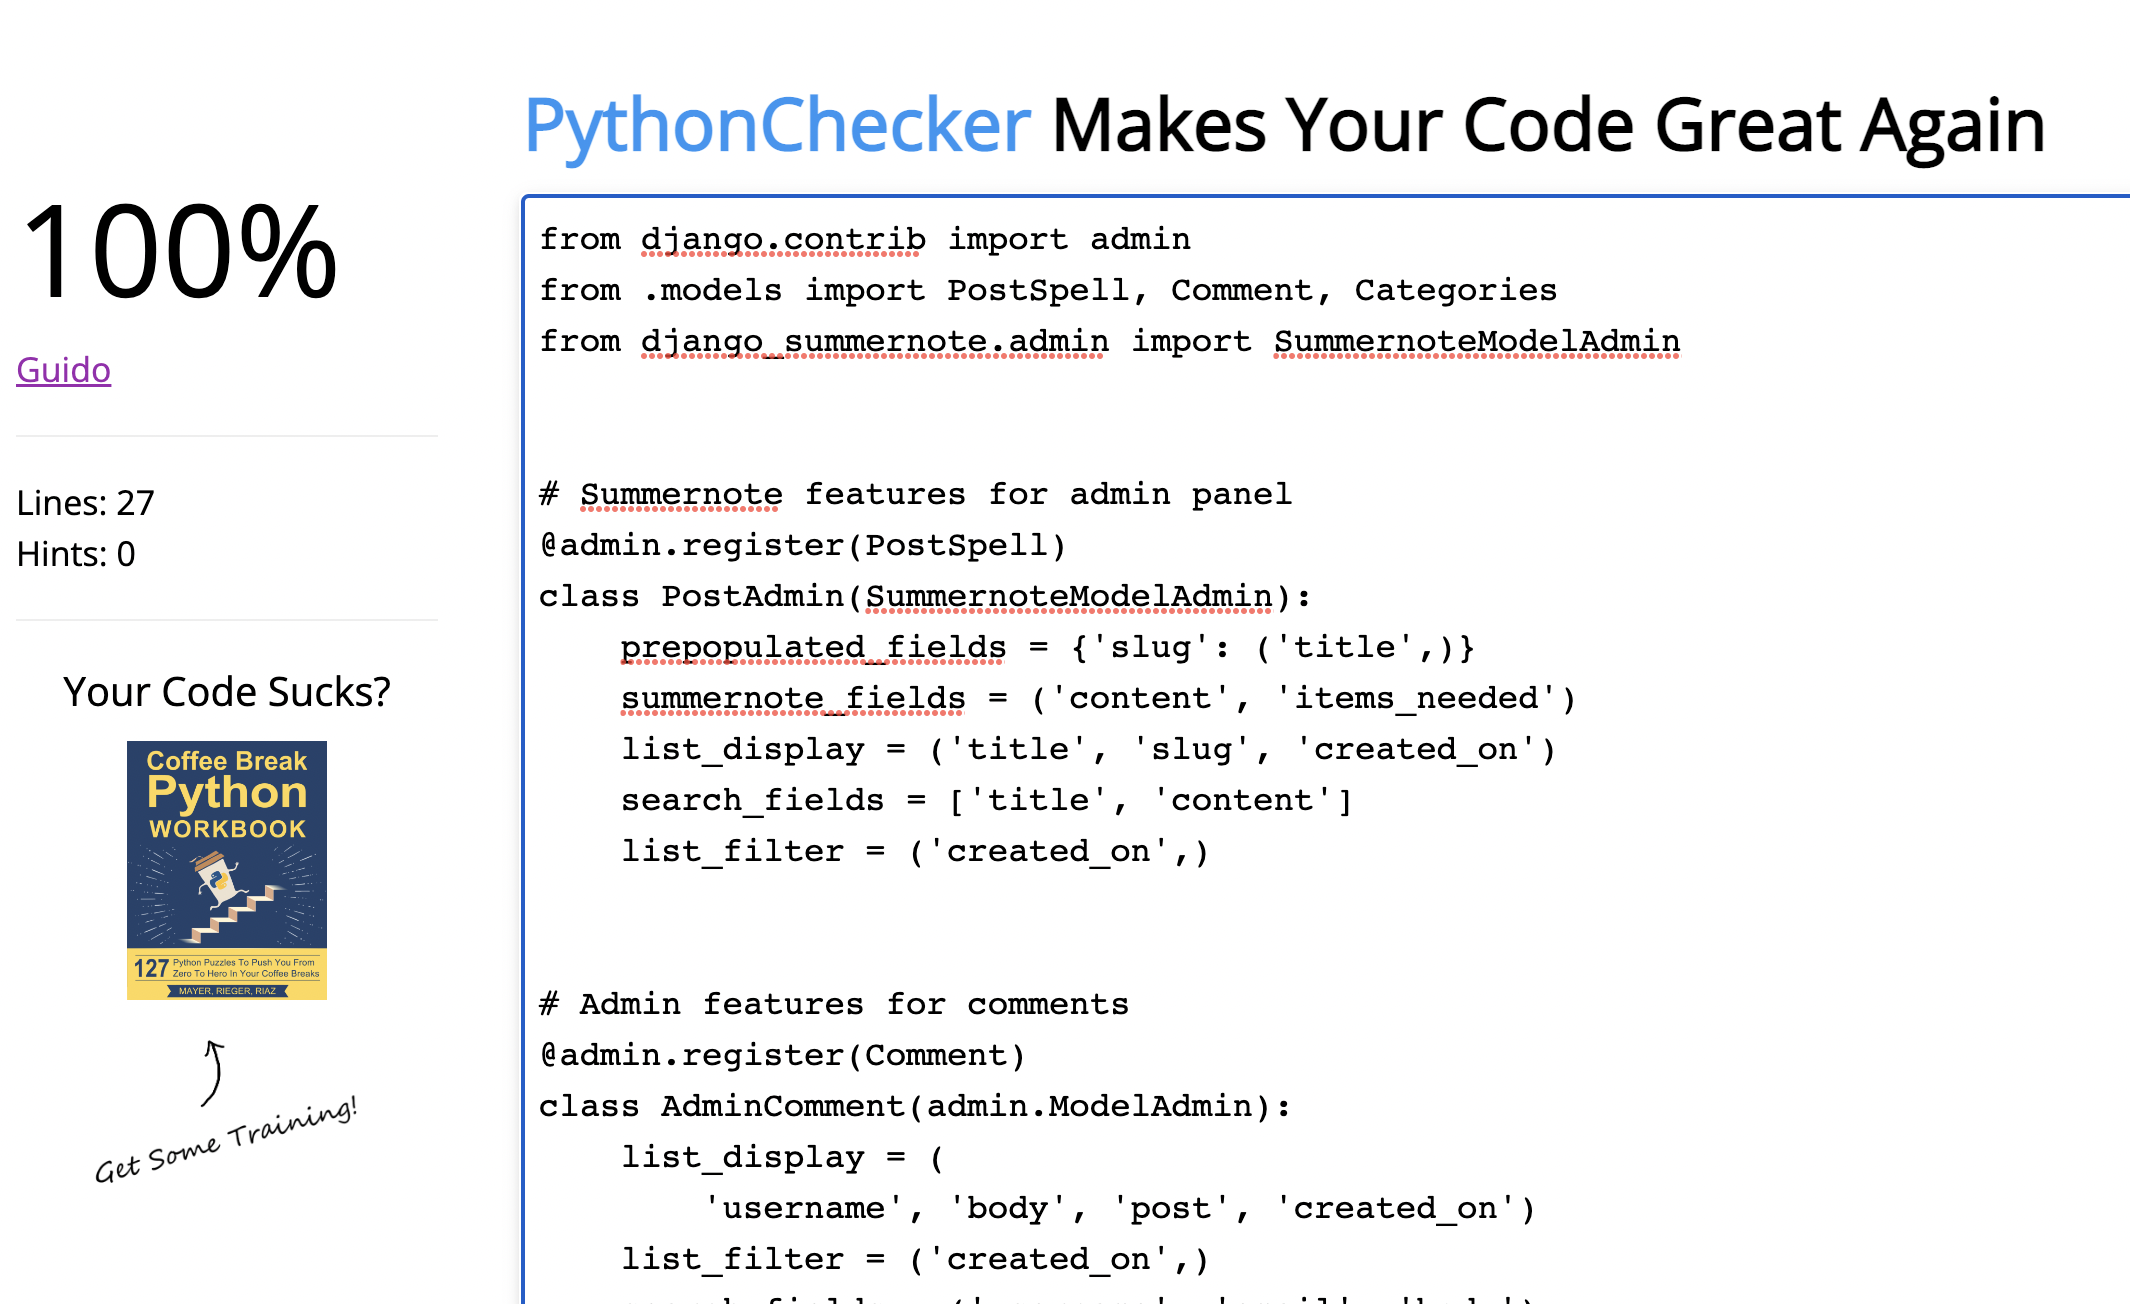 PythonChecker Makes Your Code Great Again
100%
Guido
Lines: 27
Hints: 0
Your Code Sucks?
Coffee Break
Python
WORKBOOK
127 Python Puzzles To Push You From
Zero To Hero In Your Coffee Breaks
MAYER, RIEGER, RIAZ
Get Some Training!
from django.contrib import admin
from .models import PostSpell, Comment, Categories
from django_summernote.admin import SummernoteModelAdmin
# Summernote features for admin panel
@admin.register(PostSpell)
class PostAdmin(SummernoteModelAdmin):
    prepopulated_fields = {'slug': ('title',)}
    summernote_fields = ('content', 'items_needed')
    list_display = ('title', 'slug', 'created_on')
    search_fields = ['title', 'content']
    list_filter = ('created_on',)
# Admin features for comments
@admin.register(Comment)
class AdminComment(admin.ModelAdmin):
    list_display = (
        'username', 'body', 'post', 'created_on')
    list_filter = ('created_on',)